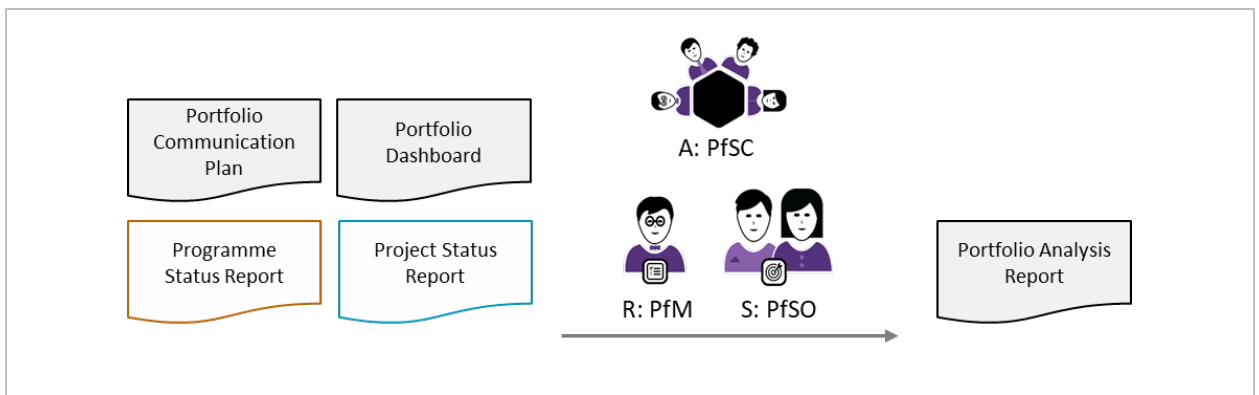 Portfolio
Communication
Plan
Portfolio
Dashboard
Programme
Status Report
Project Status
Report
A: PfSC
R: PfM
S: PfSO
Portfolio Analysis
Report